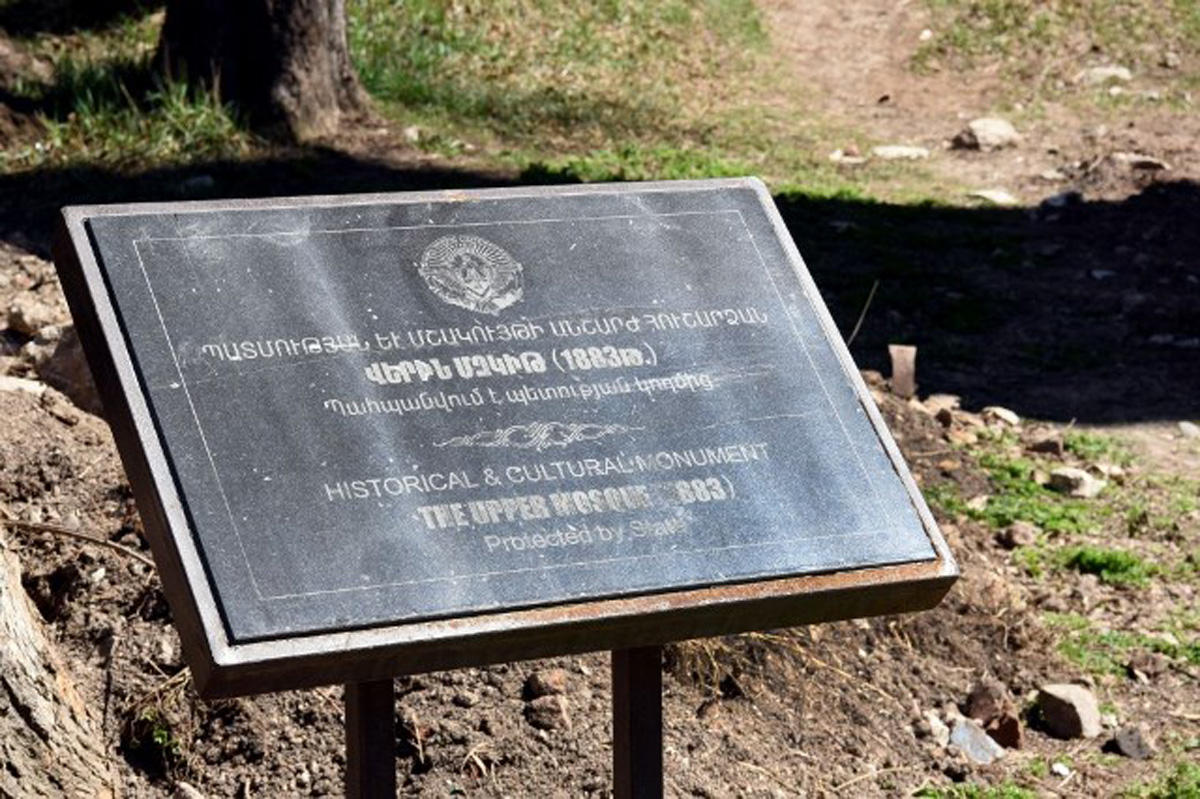 ՊԱՏՄՈՒԹՅԱՆ ԵՒ ՄՇԱԿՈՒՅԹԻ ԱՆՇԱՐԺ ՀՈՒՇԱՐՁԱՆ
ՎԵՐԻՆ ՄԶԿԻԹ (1883թ.)
Պահպանվում է պետության կողմից
HISTORICAL & CULTURAL MONUMENT
THE UPPER MOSQUE
Protected by State